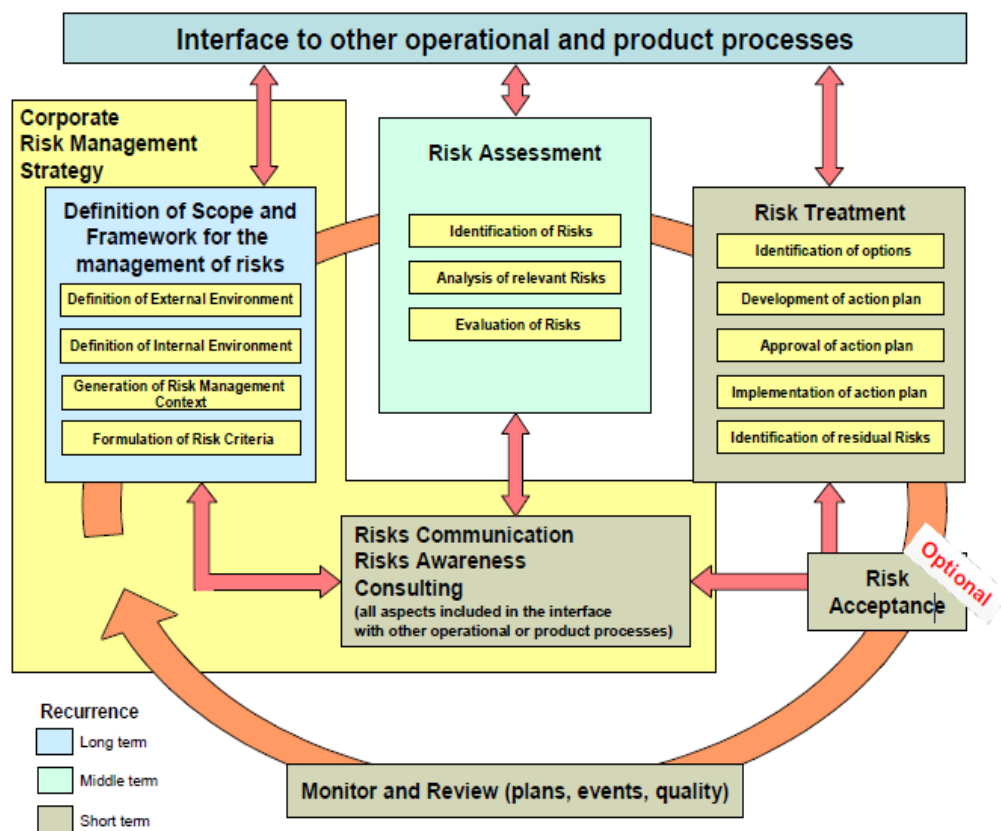 Interface to other operational and product processes
Corporate
Risk Management
Strategy
Definition of Scope and
Framework for the
management of risks
Definition of External Environment
Definition of Internal Environment
Generation of Risk Management
Context
Formulation of Risk Criteria
Risk Assessment
Identification of Risks
Analysis of relevant Risks
Evaluation of Risks
Risk Treatment
Identification of options
Development of action plan
Approval of action plan
Implementation of action plan
Identification of residual Risks
Risks Communication
Risks Awareness
Consulting
(all aspects included in the interface
with other operational or product processes)
Optional
Risk
Acceptance
Recurrence
Long term
Middle term
Short term
Monitor and Review (plans, events, quality)